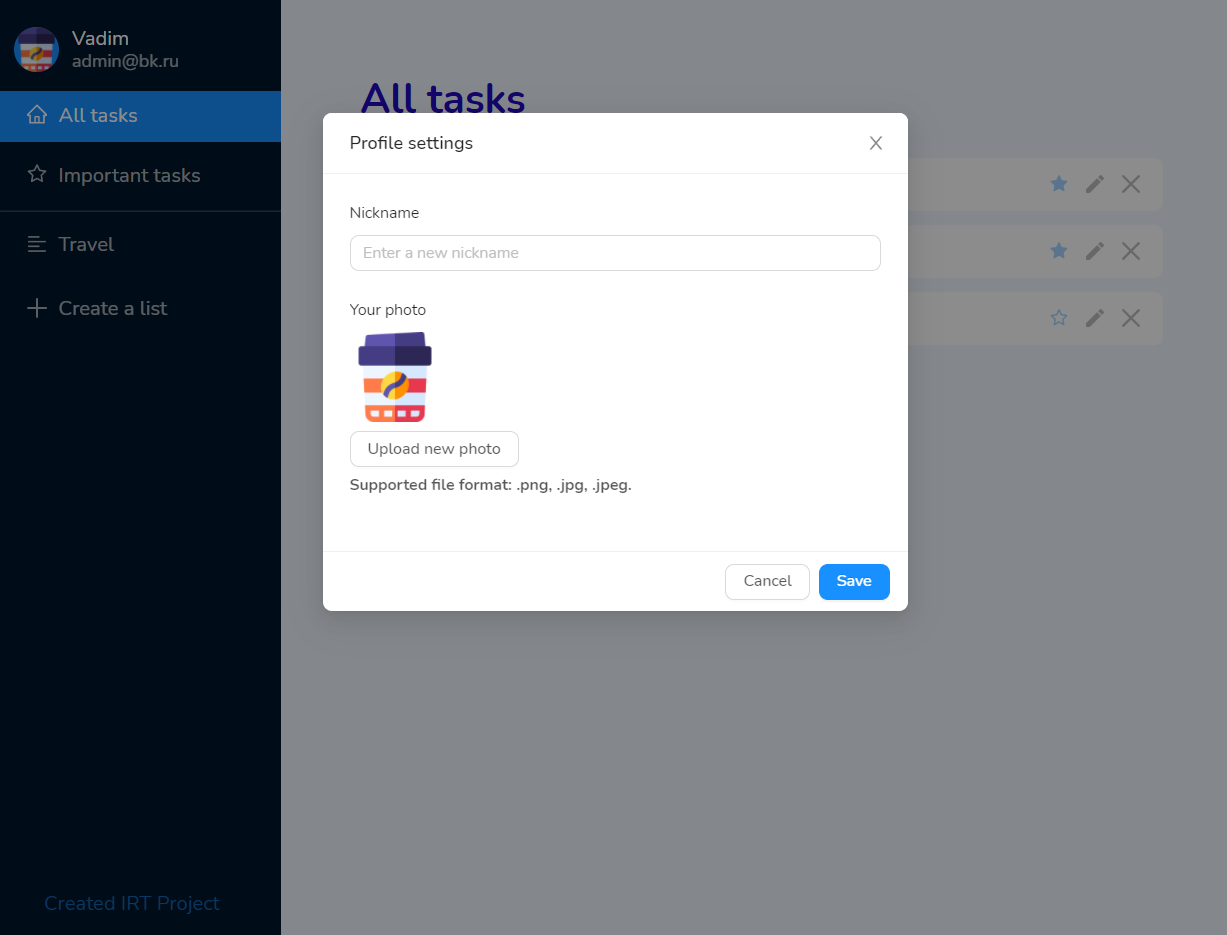 Vadim
admin@bk.ru
All tasks
Important tasks
Travel
Create a list
Created IRT Project
All tasks
Profile settings
Nickname
Enter a new nickname
Your photo
Upload new photo
Supported file format: .png, .jpg, .jpeg.
Cancel
Save